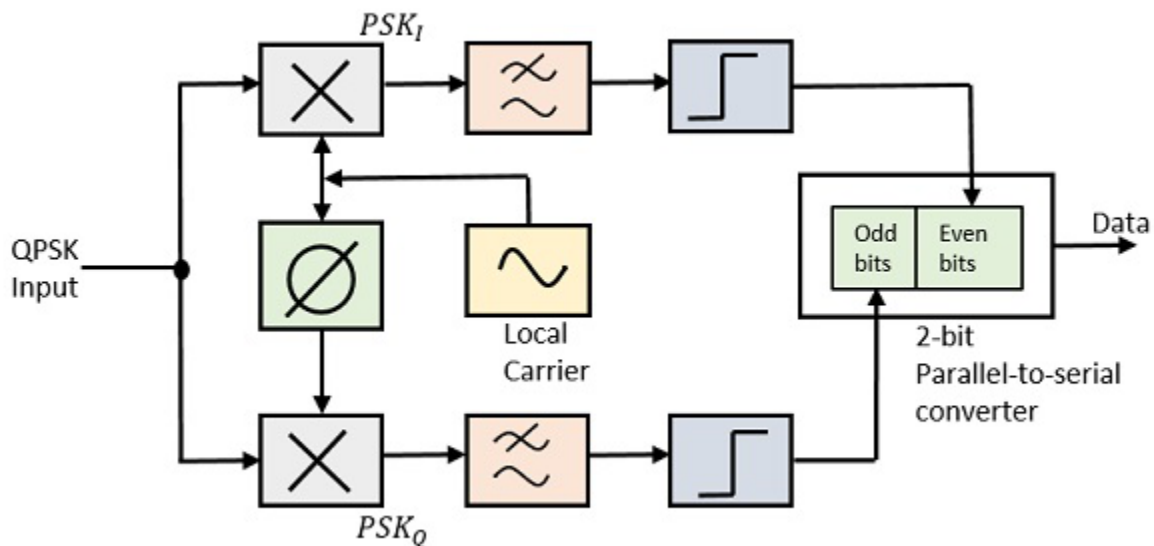 PSK_I
QPSK
Input
Local
Carrier
Odd
bits
Even
bits
Data
2-bit
Parallel-to-serial
converter
PSK_Q